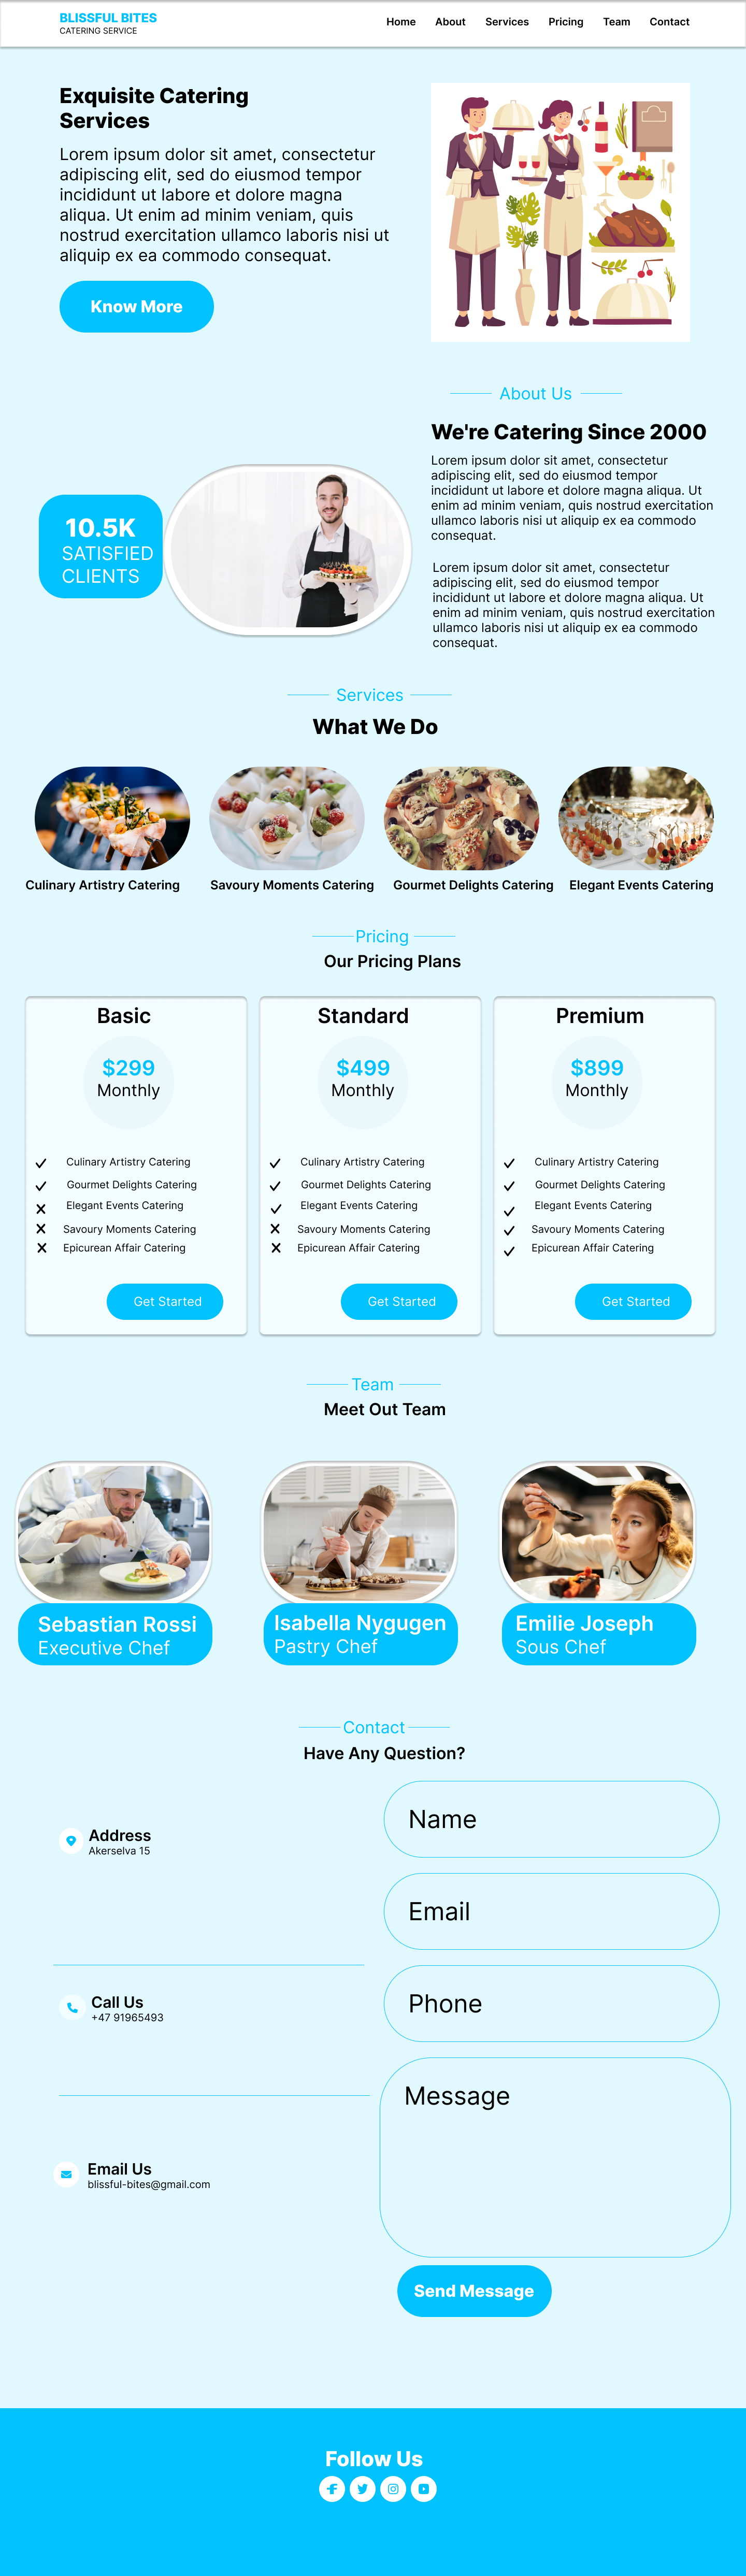 BLISSFUL BITES
CATERING SERVICE
Home About Services Pricing Team Contact
Exquisite Catering
Services
Lorem ipsum dolor sit amet, consectetur
adipiscing elit, sed do eiusmod tempor
incididunt ut labore et dolore magna
aliqua. Ut enim ad minim veniam, quis
nostrud exercitation ullamco laboris nisi ut
aliquip ex ea commodo consequat.
Know More
About Us
We're Catering Since 2000
Lorem ipsum dolor sit amet, consectetur
adipiscing elit, sed do eiusmod tempor
incididunt ut labore et dolore magna aliqua. Ut
enim ad minim veniam, quis nostrud exercitation
ullamco laboris nisi ut aliquip ex ea commodo
consequat.
Lorem ipsum dolor sit amet, consectetur
adipiscing elit, sed do eiusmod tempor
incididunt ut labore et dolore magna aliqua. Ut
enim ad minim veniam, quis nostrud exercitation
ullamco laboris nisi ut aliquip ex ea commodo
consequat.
10.5K
SATISFIED
CLIENTS
Services
What We Do
Culinary Artistry Catering
Savoury Moments Catering
Gourmet Delights Catering
Elegant Events Catering
Pricing
Our Pricing Plans
Basic
$299
Monthly
Culinary Artistry Catering
Gourmet Delights Catering
Elegant Events Catering
Savoury Moments Catering
Epicurean Affair Catering
Get Started
Standard
$499
Monthly
Culinary Artistry Catering
Gourmet Delights Catering
Elegant Events Catering
Savoury Moments Catering
Epicurean Affair Catering
Get Started
Premium
$899
Monthly
Culinary Artistry Catering
Gourmet Delights Catering
Elegant Events Catering
Savoury Moments Catering
Epicurean Affair Catering
Get Started
Team
Meet Out Team
Sebastian Rossi
Executive Chef
Isabella Nygugen
Pastry Chef
Emilie Joseph
Sous Chef
Contact
Have Any Question?
Address
Akerselva 15
Call Us
+47 91965493
Email Us
blissful-bites@gmail.com
Name
Email
Phone
Message
Send Message
Follow Us